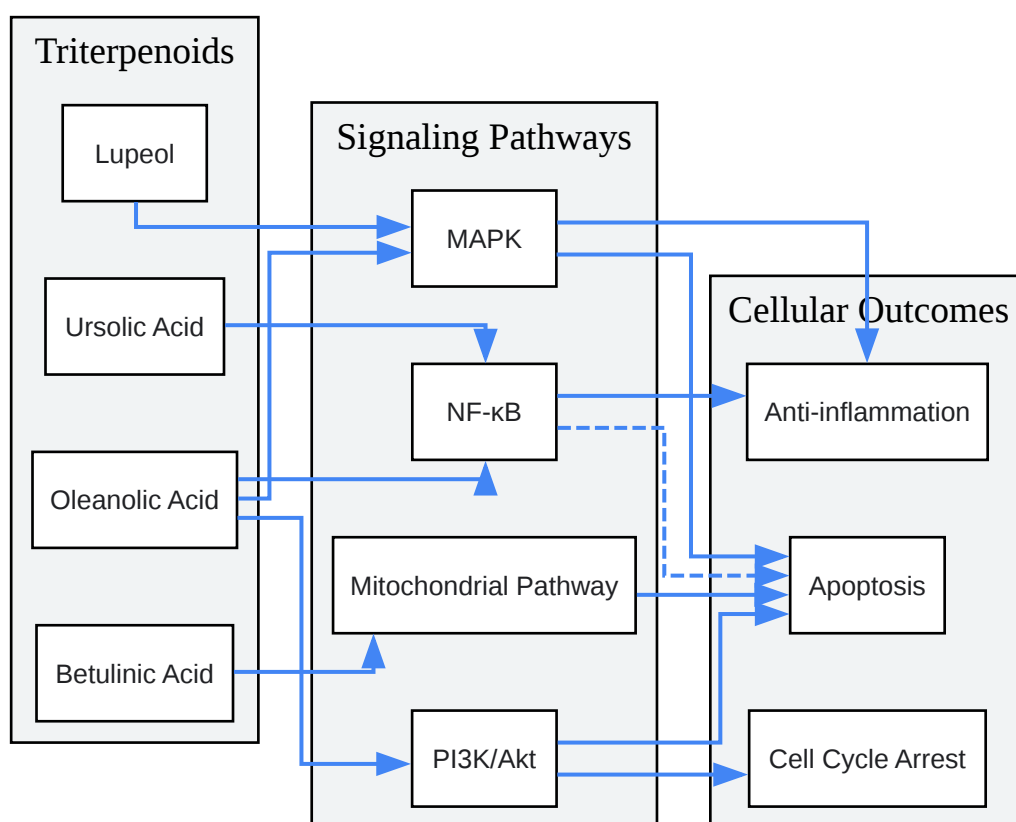 Triterpenoids
Lupeol
Ursolic Acid
Oleanolic Acid
Betulinic Acid
Signaling Pathways
MAPK
NF-κB
Mitochondrial Pathway
PI3K/Akt
Cellular Outcomes
Anti-inflammation
Apoptosis
Cell Cycle Arrest